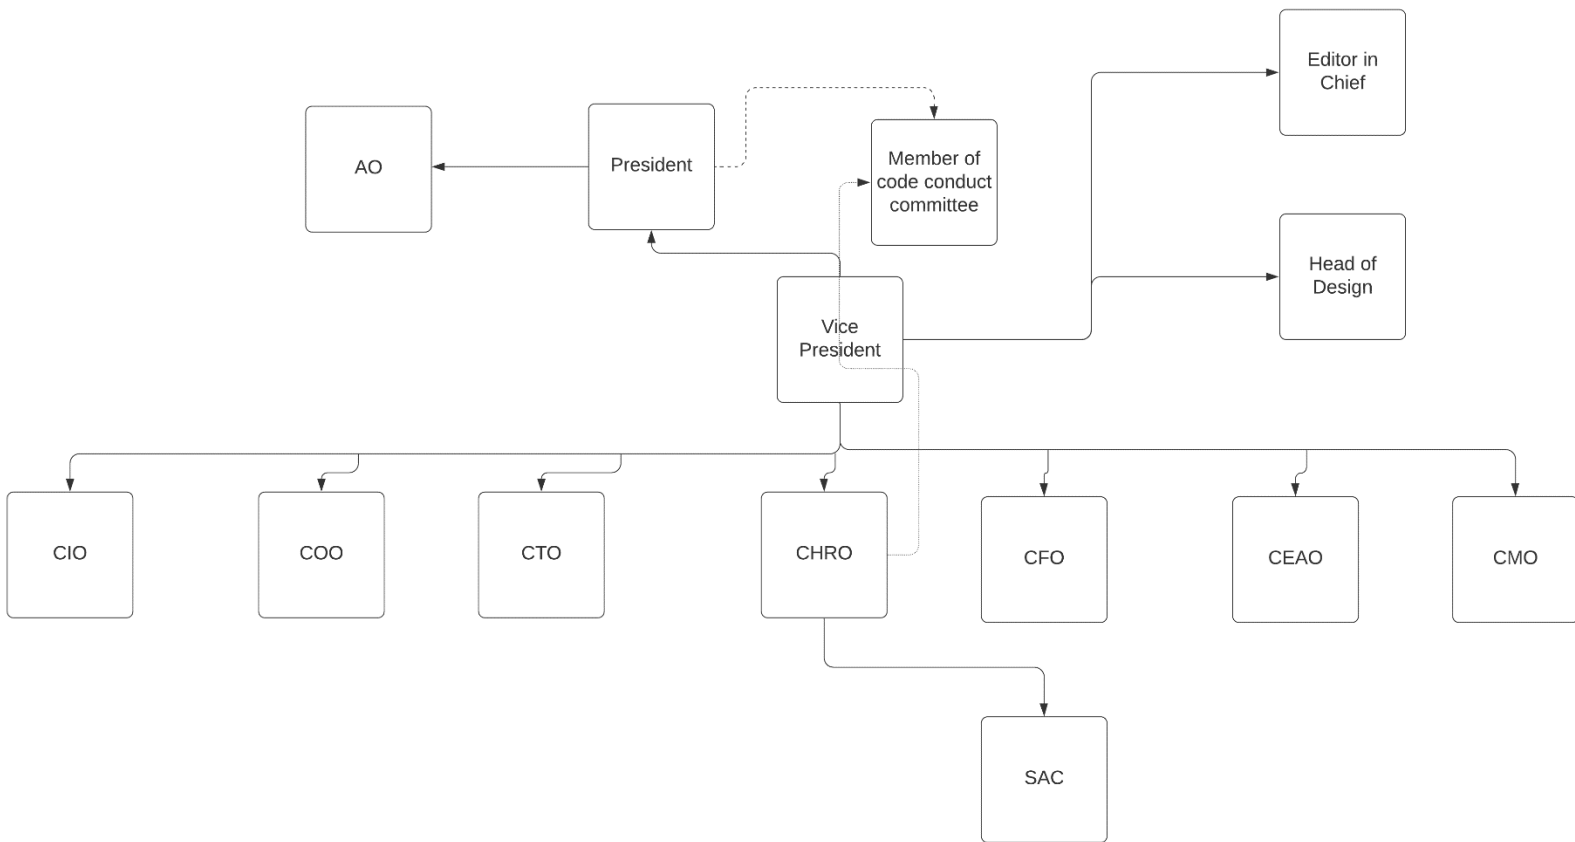 Editor in
Chief
AO
President
Member of
code conduct
committee
Head of
Design
Vice
President
CIO
COO
CTO
CHRO
CFO
CEAO
CMO
SAC